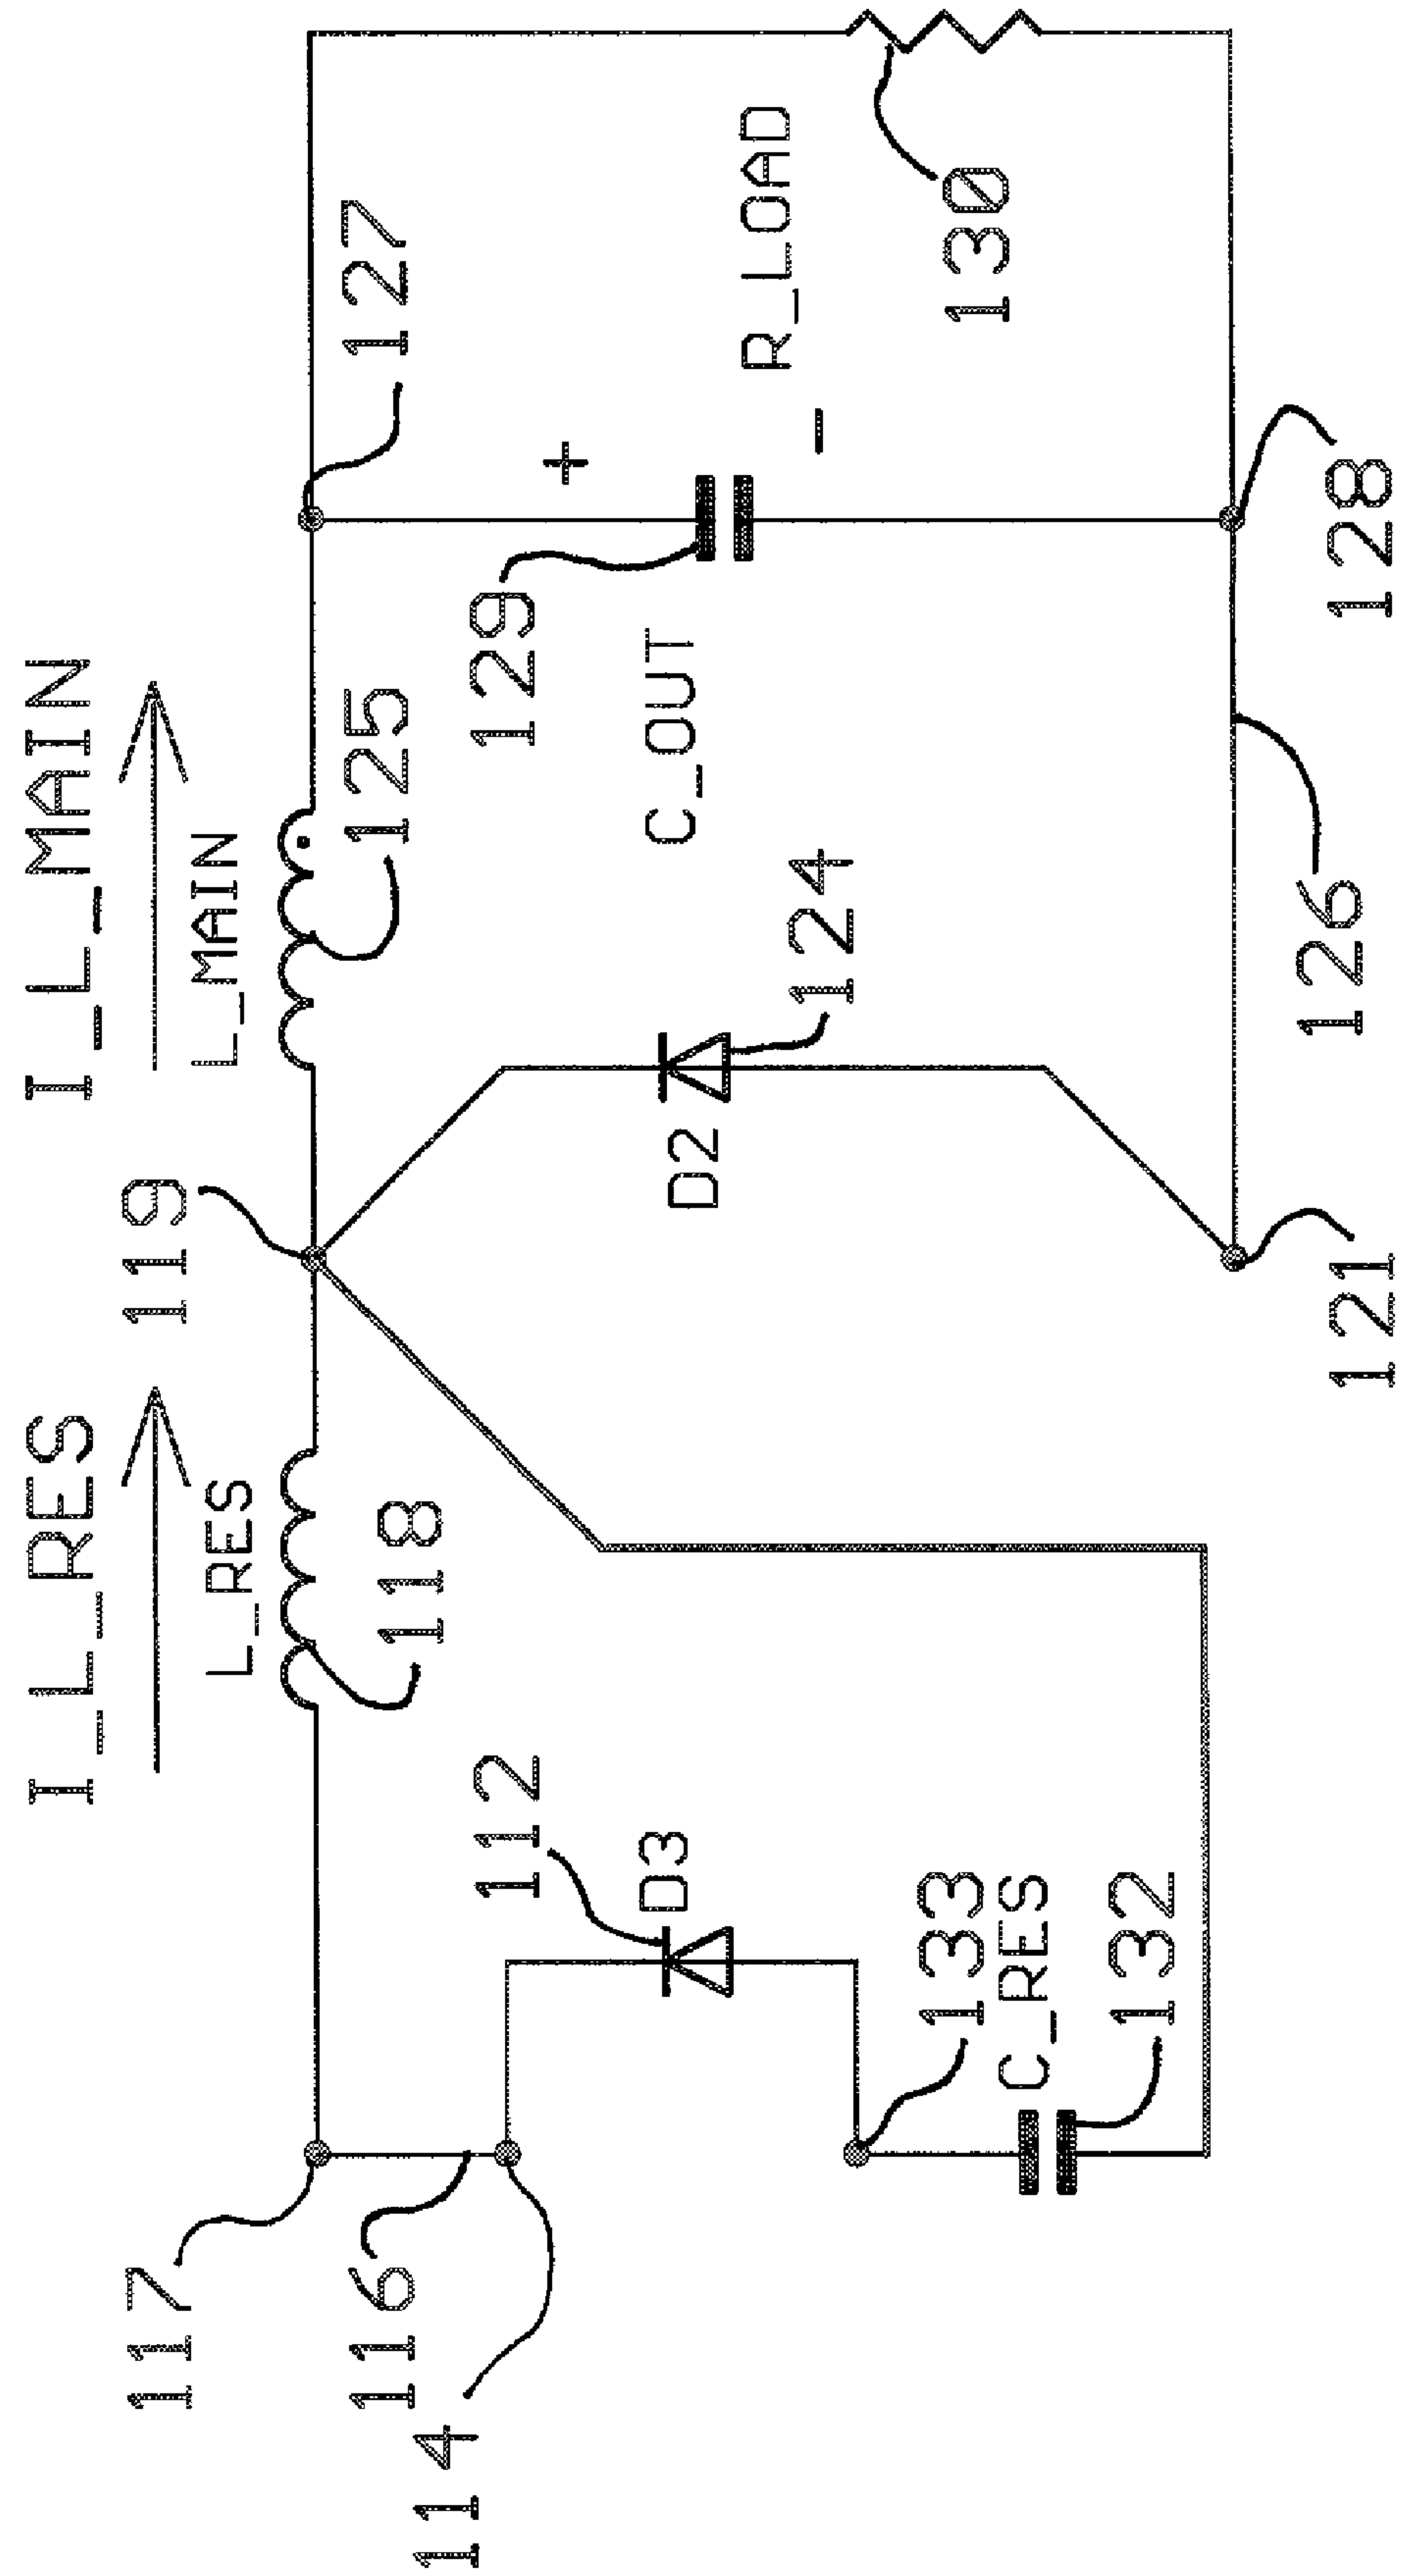 I_L_RES
I_L_MAIN
117
119
L_RES
L_MAIN
116
118
125
127
114
112
129
D3
D2
C_OUT
R_LOAD
124
133
130
C_RES
132
126
121
128
+
-